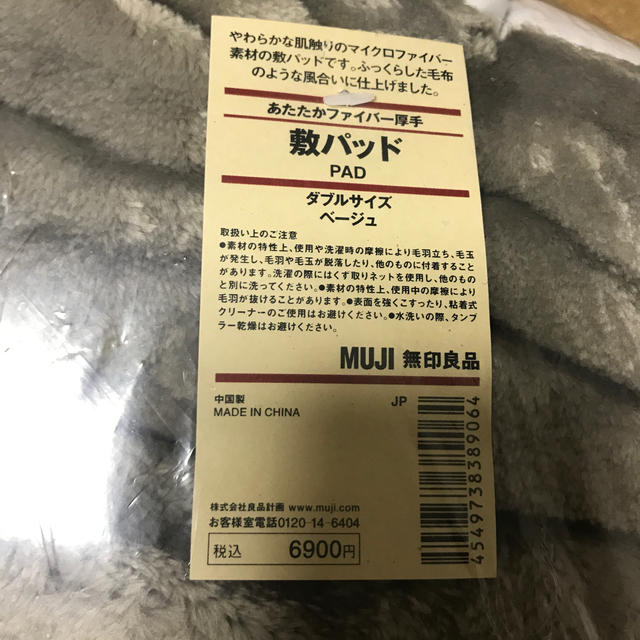 やわらかな肌触りのマイクロファイバー
素材の敷パッドです。ふっくらした毛布
のような風合いに仕上げました。
あたたかファイバー厚手
敷パッド
PAD
ダブルサイズ
ベージュ
取扱い上のご注意
●素材の特性上、使用や洗濯時の摩擦により毛羽立ち、毛玉
が発生し、毛羽や毛玉が脱落したり、他のものに付着すること
があります。洗濯の際にはくず取りネットを使用し、他のもの
と別に洗ってください。●素材の特性上、使用中の摩擦により
毛羽が抜けることがあります。●表面を強くこすったり、粘着式
クリーナーのご使用はお避けください。●水洗いの際、タンブ
ラー乾燥はお避けください。
MUJI 無印良品
中国製 JP
MADE IN CHINA
4549738389064
株式会社良品計画 www.muji.com
お客様室電話0120-14-6404
税込 6900円